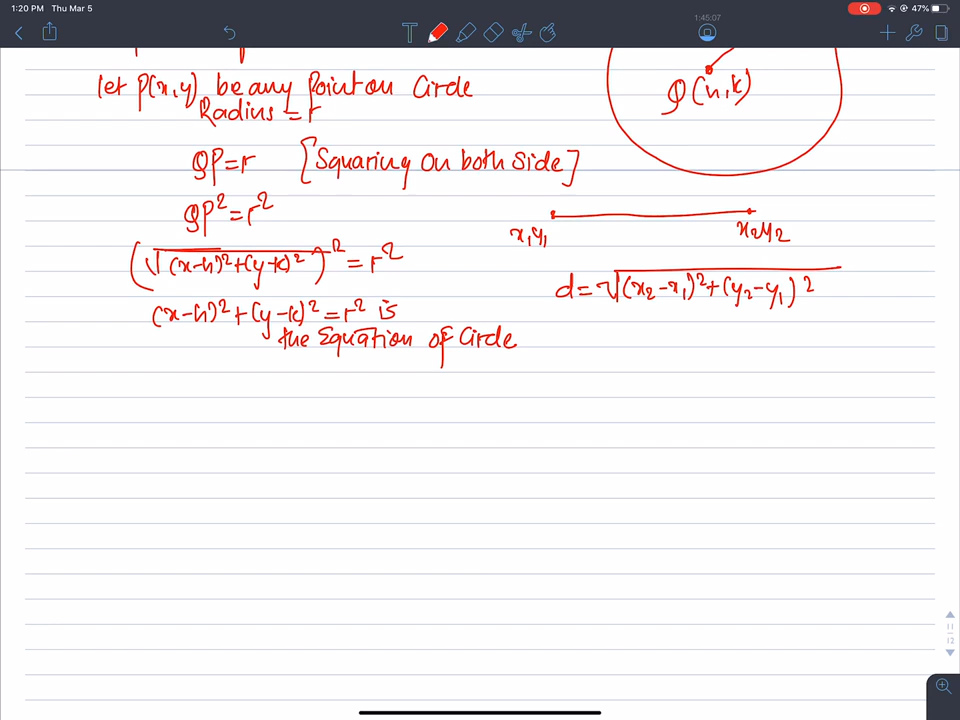 1:20 PM Thu Mar 5
47%
1:45:07
let P(x,y) be any Point on Circle
Radius = r
QP=r [Squaring On both Side]
QP²=r²
(√(x-h)²+(y-k)²)²=r²
(x-h)²+(y-k)²=r² is
the Equation of Circle
Q(h,k)
x₁y₁ x₂y₂
d=√(x₂-x₁)²+(y₂-y₁)²
11
12